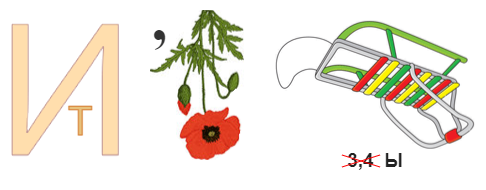 И
т ,
3,4 Ы